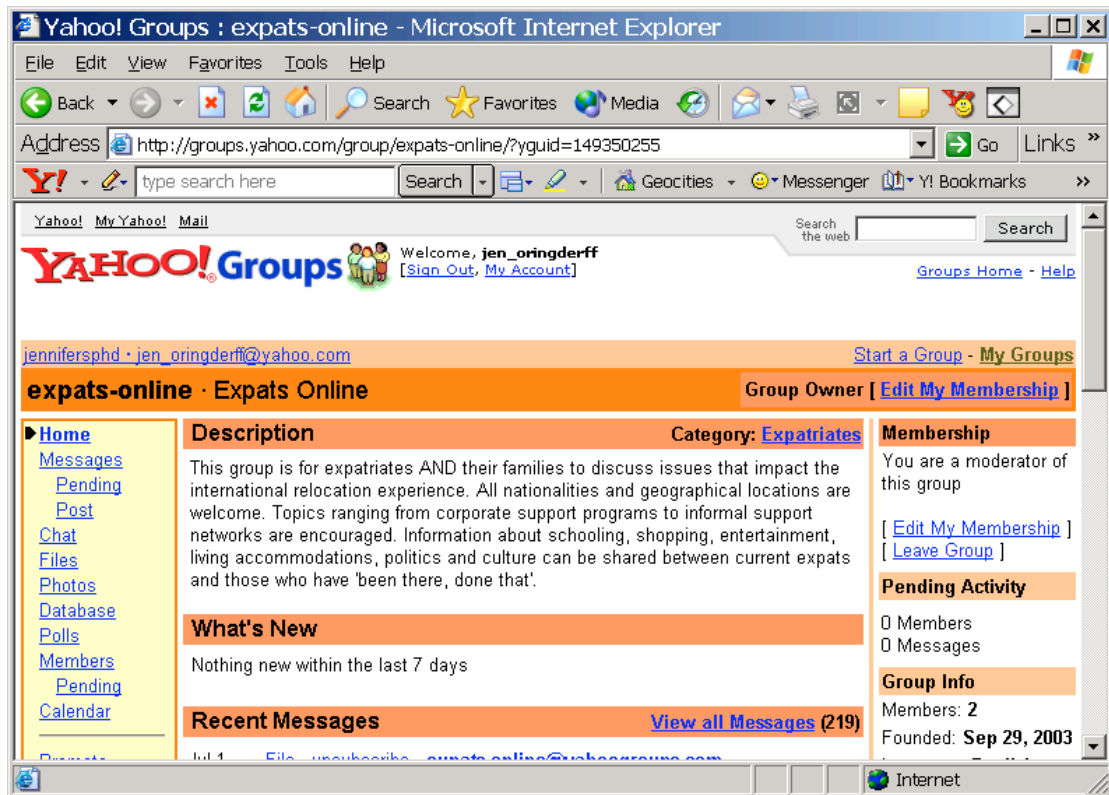 Yahoo! Groups : expats-online - Microsoft Internet Explorer
File Edit View Favorites Tools Help
Back Search Favorites Media
Address http://groups.yahoo.com/group/expats-online/?yguid=149350255 Go Links »
Y! type search here Search Geocities Messenger Y! Bookmarks »
Yahoo! My Yahoo! Mail
Search the web Search
YAHOO! Groups
Welcome, jen_oringderff
[Sign Out, My Account]
Groups Home - Help
jennifersphd · jen_oringderff@yahoo.com
Start a Group - My Groups
expats-online · Expats Online
Group Owner [ Edit My Membership ]
Home
Messages
Pending
Post
Chat
Files
Photos
Database
Polls
Members
Pending
Calendar
Description Category: Expatriates
This group is for expatriates AND their families to discuss issues that impact the
international relocation experience. All nationalities and geographical locations are
welcome. Topics ranging from corporate support programs to informal support
networks are encouraged. Information about schooling, shopping, entertainment,
living accommodations, politics and culture can be shared between current expats
and those who have 'been there, done that'.
What's New
Nothing new within the last 7 days
Recent Messages View all Messages (219)
Membership
You are a moderator of
this group
[ Edit My Membership ]
[ Leave Group ]
Pending Activity
0 Members
0 Messages
Group Info
Members: 2
Founded: Sep 29, 2003
Internet